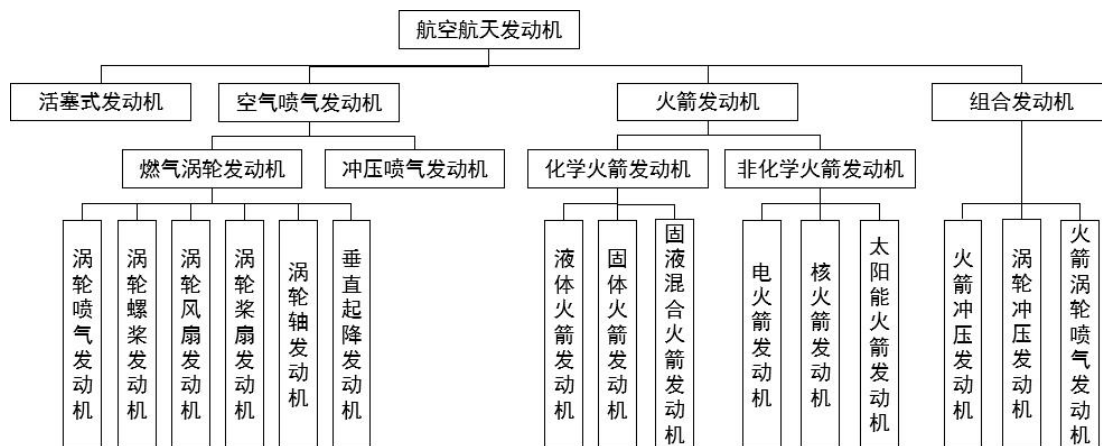 航空航天发动机
活塞式发动机
空气喷气发动机
火箭发动机
组合发动机
燃气涡轮发动机
冲压喷气发动机
化学火箭发动机
非化学火箭发动机
涡轮喷气发动机
涡轮螺桨发动机
涡轮风扇发动机
涡轮桨扇发动机
涡轮轴发动机
垂直起降发动机
液体火箭发动机
固体火箭发动机
固液混合火箭发动机
电火箭发动机
核火箭发动机
太阳能火箭发动机
火箭冲压发动机
涡轮冲压发动机
火箭涡轮喷气发动机